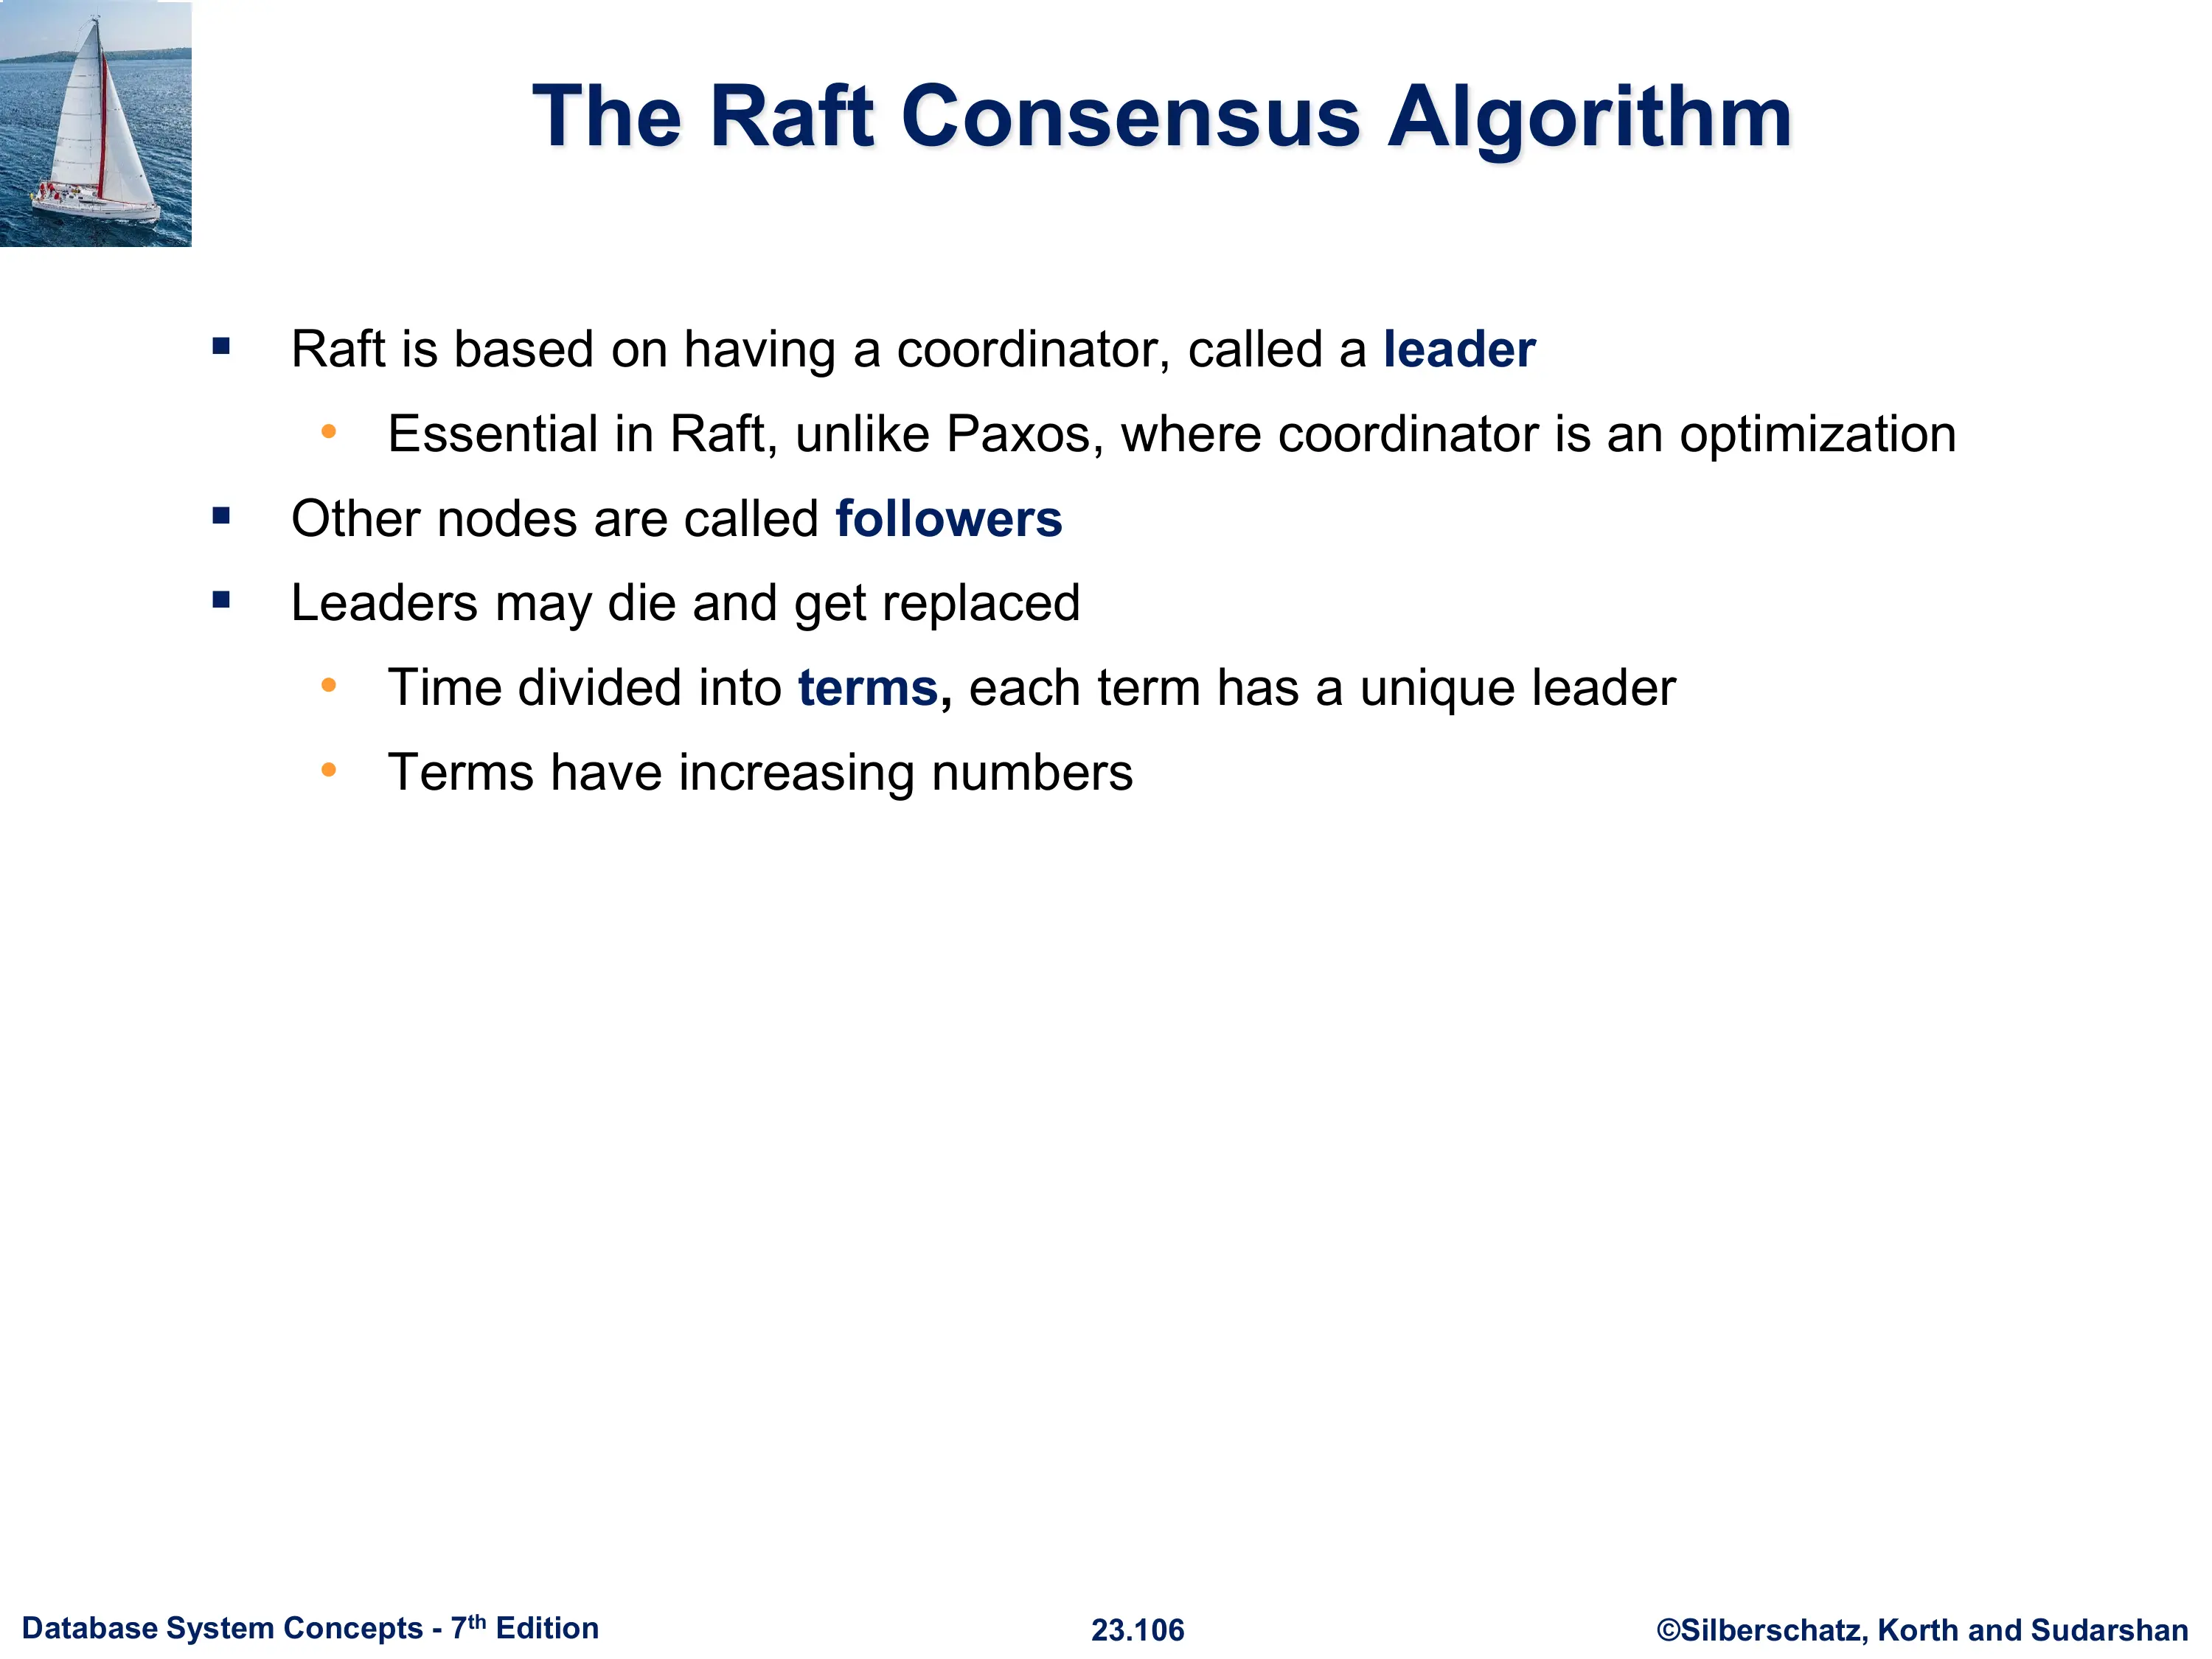 The Raft Consensus Algorithm
▪ Raft is based on having a coordinator, called a leader
• Essential in Raft, unlike Paxos, where coordinator is an optimization
▪ Other nodes are called followers
▪ Leaders may die and get replaced
• Time divided into terms, each term has a unique leader
• Terms have increasing numbers
Database System Concepts - 7th Edition
23.106
©Silberschatz, Korth and Sudarshan